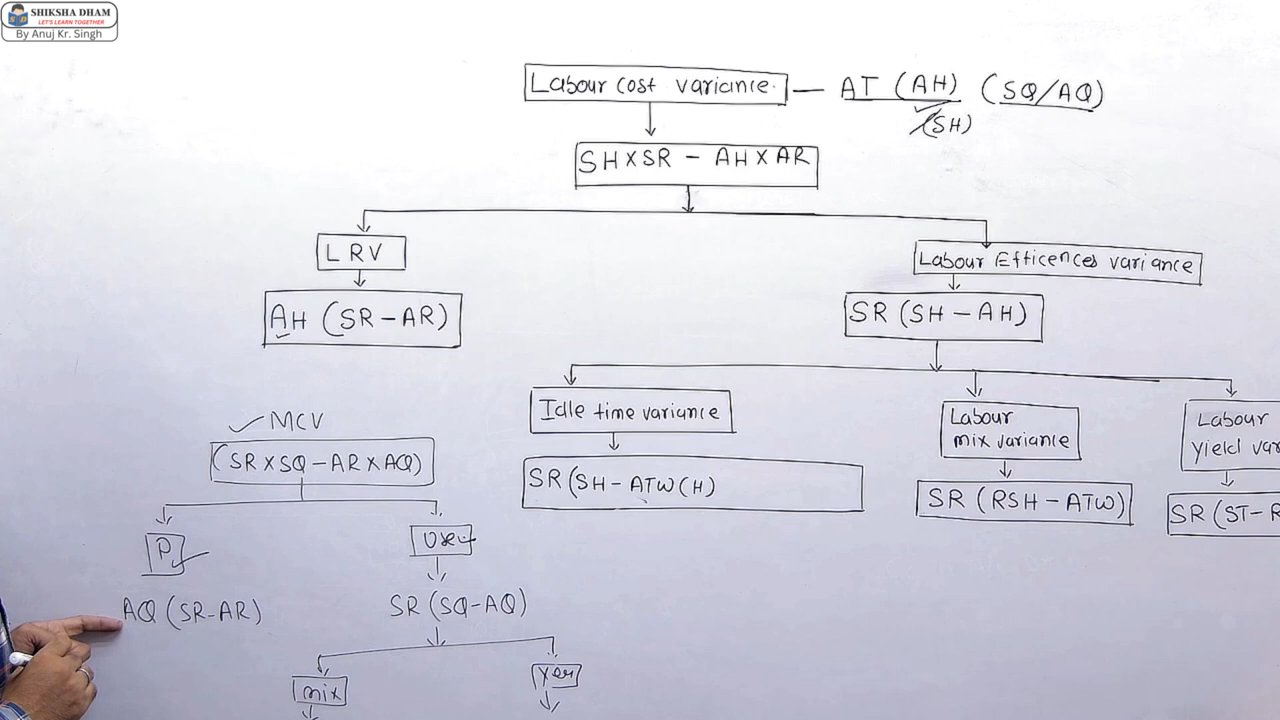 SHIKSHA DHAM
LET'S LEARN TOGETHER
By Anuj Kr. Singh
Labour cost variance. — AT (AH) (SQ/AQ)
(SH)
SH×SR - AH×AR
LRV
Labour Efficences variance
AH (SR-AR)
SR (SH-AH)
Idle time variance
Labour
mix variance
Labour
yield var
MCV
(SR×SQ-AR×AQ)
SR(SH-ATW(H)
SR (RSH-ATW)
SR (ST-R
P
AQ (SR-AR)
SR (SQ-AQ)
mix